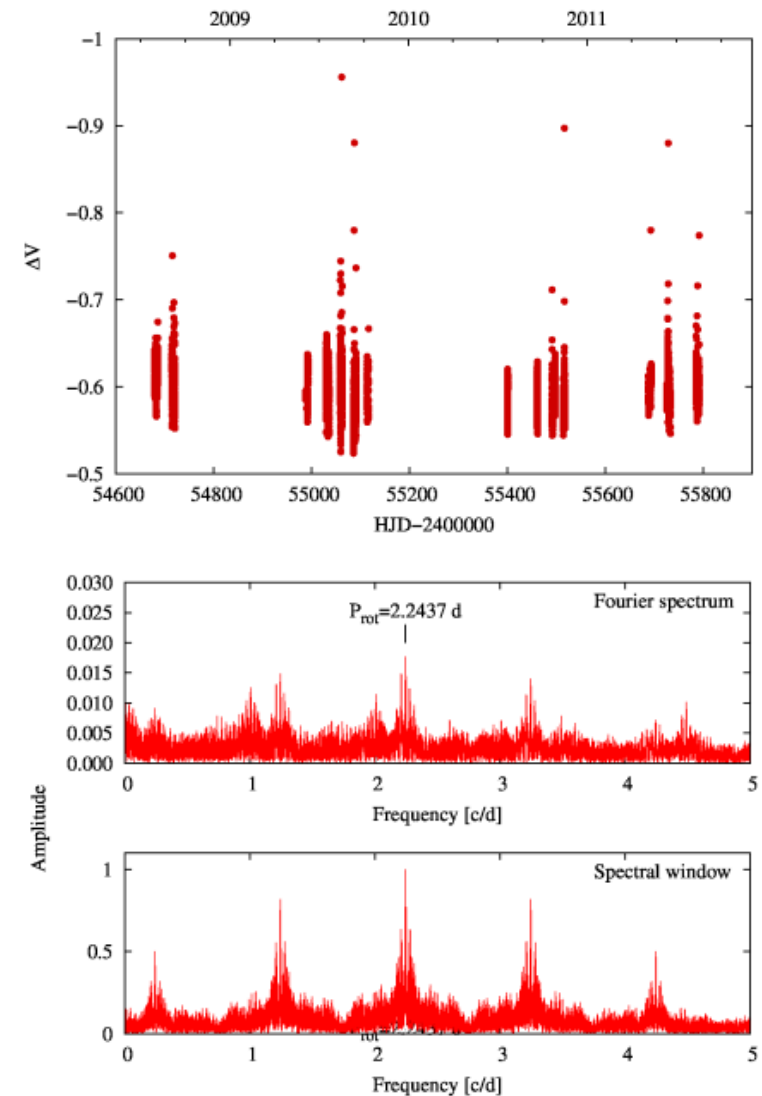 2009 2010 2011
−1
−0.9
−0.8
−0.7
−0.6
−0.5
ΔV
54600 54800 55000 55200 55400 55600 55800
HJD−2400000
0.030
0.025
0.020
0.015
0.010
0.005
0.000
Fourier spectrum
Prot=2.2437 d
0 1 2 3 4 5
Frequency [c/d]
Amplitude
1
0.5
0
Spectral window
rot
d
0 1 2 3 4 5
Frequency [c/d]